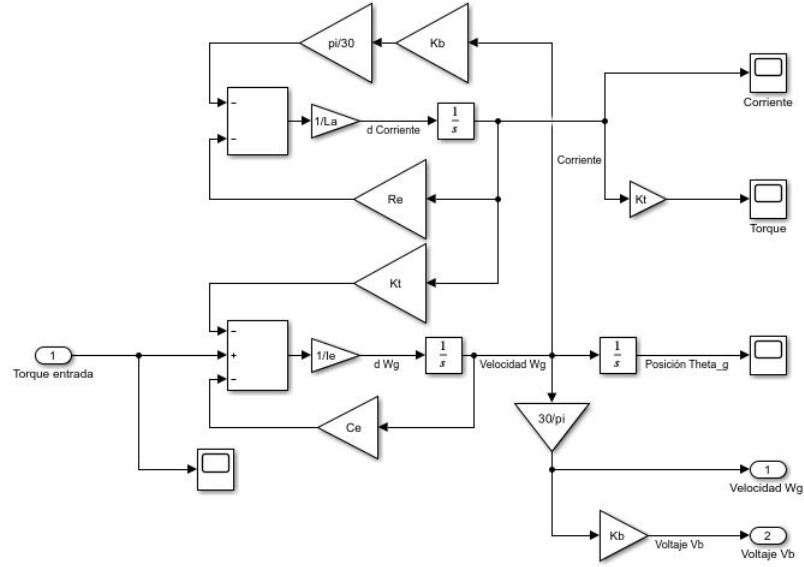 pi/30
Kb
Corriente
−
−
1/La
d Corriente
1
s
Corriente
Re
Kt
Torque
Kt
1
Torque entrada
−
+
−
1/Ie
d Wg
1
s
Velocidad Wg
1
s
Posición Theta_g
Ce
30/pi
1
Velocidad Wg
Kb
Voltaje Vb
2
Voltaje Vb